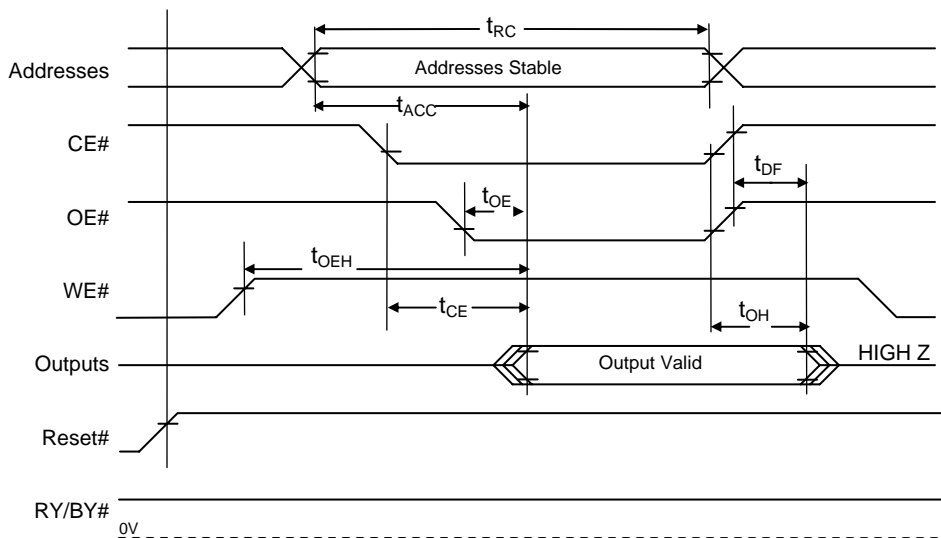 tRC
Addresses
Addresses Stable
tACC
CE#
tDF
OE#
tOE
tOEH
WE#
tCE
tOH
Outputs
Output Valid
HIGH Z
Reset#
RY/BY#
0V